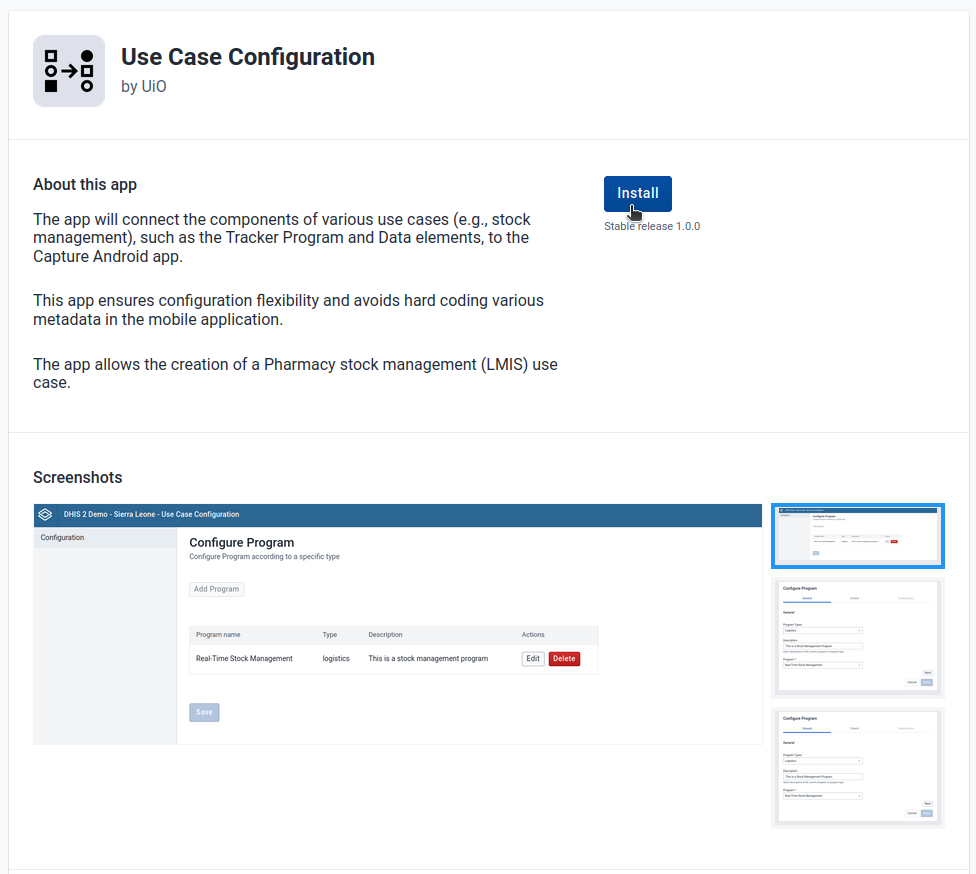 Use Case Configuration
by UiO
About this app
The app will connect the components of various use cases (e.g., stock
management), such as the Tracker Program and Data elements, to the
Capture Android app.
This app ensures configuration flexibility and avoids hard coding various
metadata in the mobile application.
The app allows the creation of a Pharmacy stock management (LMIS) use
case.
Install
Stable release 1.0.0
Screenshots
DHIS 2 Demo - Sierra Leone - Use Case Configuration
Configuration
Configure Program
Configure Program according to a specific type
Add Program
Program name Type Description Actions
Real-Time Stock Management logistics This is a stock management program Edit Delete
Save
Configure Program
Configure Program
General
General
Program Types
Logistics
Description
This is a Stock Management Program
Program *
Real-Time Stock Management
Next
Cancel
Configure Program
General
General
Program Types
Logistics
Description
This is a Stock Management Program
Program *
Real-Time Stock Management
Next
Cancel